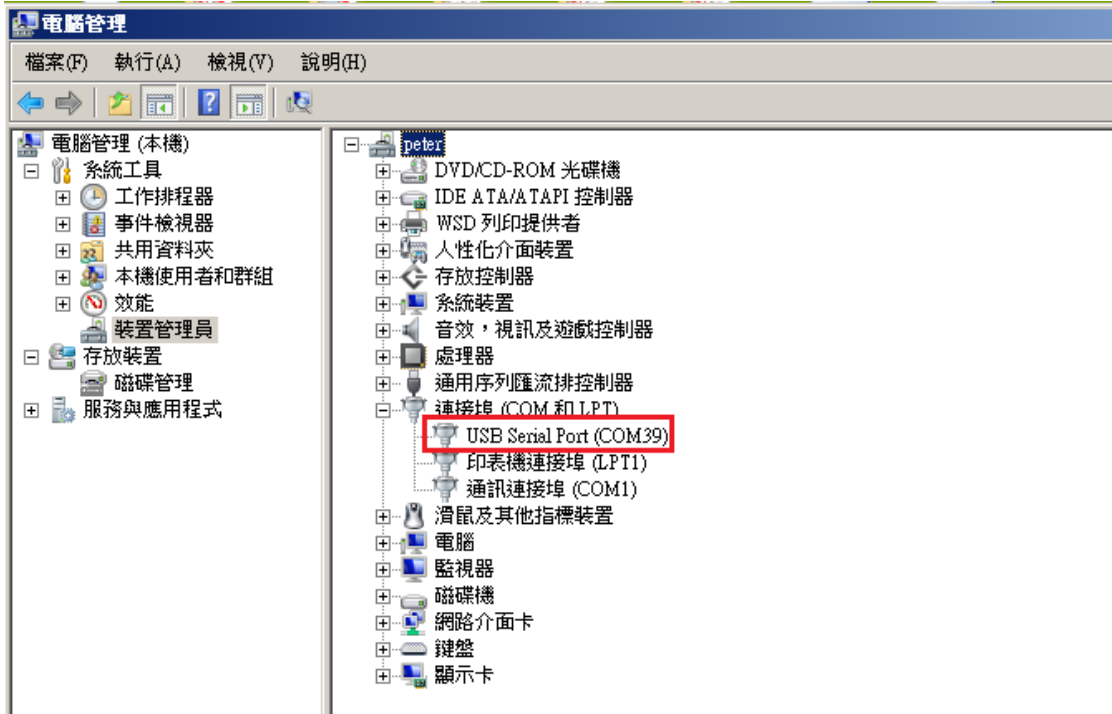 電腦管理
檔案(F) 執行(A) 檢視(V) 說明(H)
電腦管理 (本機)
系統工具
工作排程器
事件檢視器
共用資料夾
本機使用者和群組
效能
裝置管理員
存放裝置
磁碟管理
服務與應用程式
peter
DVD/CD-ROM 光碟機
IDE ATA/ATAPI 控制器
WSD 列印提供者
人性化介面裝置
存放控制器
系統裝置
音效，視訊及遊戲控制器
處理器
通用序列匯流排控制器
連接埠 (COM 和 LPT)
USB Serial Port (COM39)
印表機連接埠 (LPT1)
通訊連接埠 (COM1)
滑鼠及其他指標裝置
電腦
監視器
磁碟機
網路介面卡
鍵盤
顯示卡